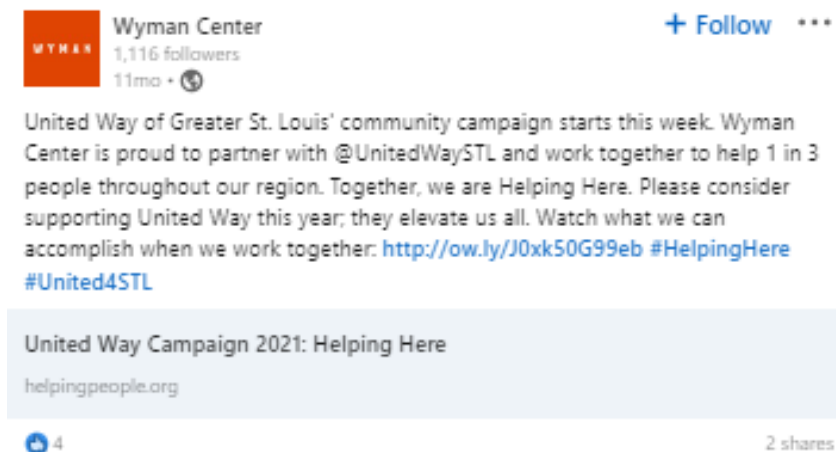 WYMAN
Wyman Center
+ Follow
1,116 followers
11mo •
United Way of Greater St. Louis' community campaign starts this week. Wyman
Center is proud to partner with @UnitedWaySTL and work together to help 1 in 3
people throughout our region. Together, we are Helping Here. Please consider
supporting United Way this year; they elevate us all. Watch what we can
accomplish when we work together: http://ow.ly/J0xk50G99eb #HelpingHere
#United4STL
United Way Campaign 2021: Helping Here
helpingpeople.org
4
2 shares